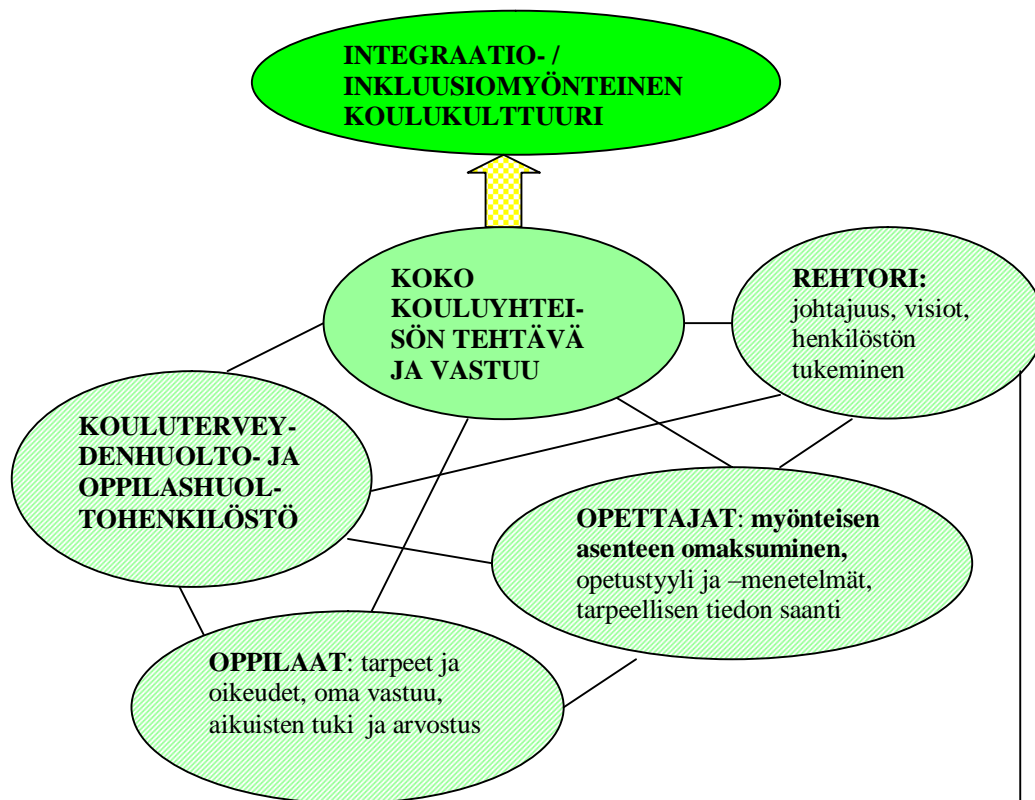 INTEGRAATIO- /
INKLUUSIOMYÖNTEINEN
KOULUKULTTUURI
KOKO
KOULUYHTEI-
SÖN TEHTÄVÄ
JA VASTUU
REHTORI:
johtajuus, visiot,
henkilöstön
tukeminen
KOULUTERVEY-
DENHUOLTO- JA
OPPILASHUOL-
TOHENKILÖSTÖ
OPETTAJAT: myönteisen
asenteen omaksuminen,
opetustyyli ja –menetelmät,
tarpeellisen tiedon saanti
OPPILAAT: tarpeet ja
oikeudet, oma vastuu,
aikuisten tuki ja arvostus